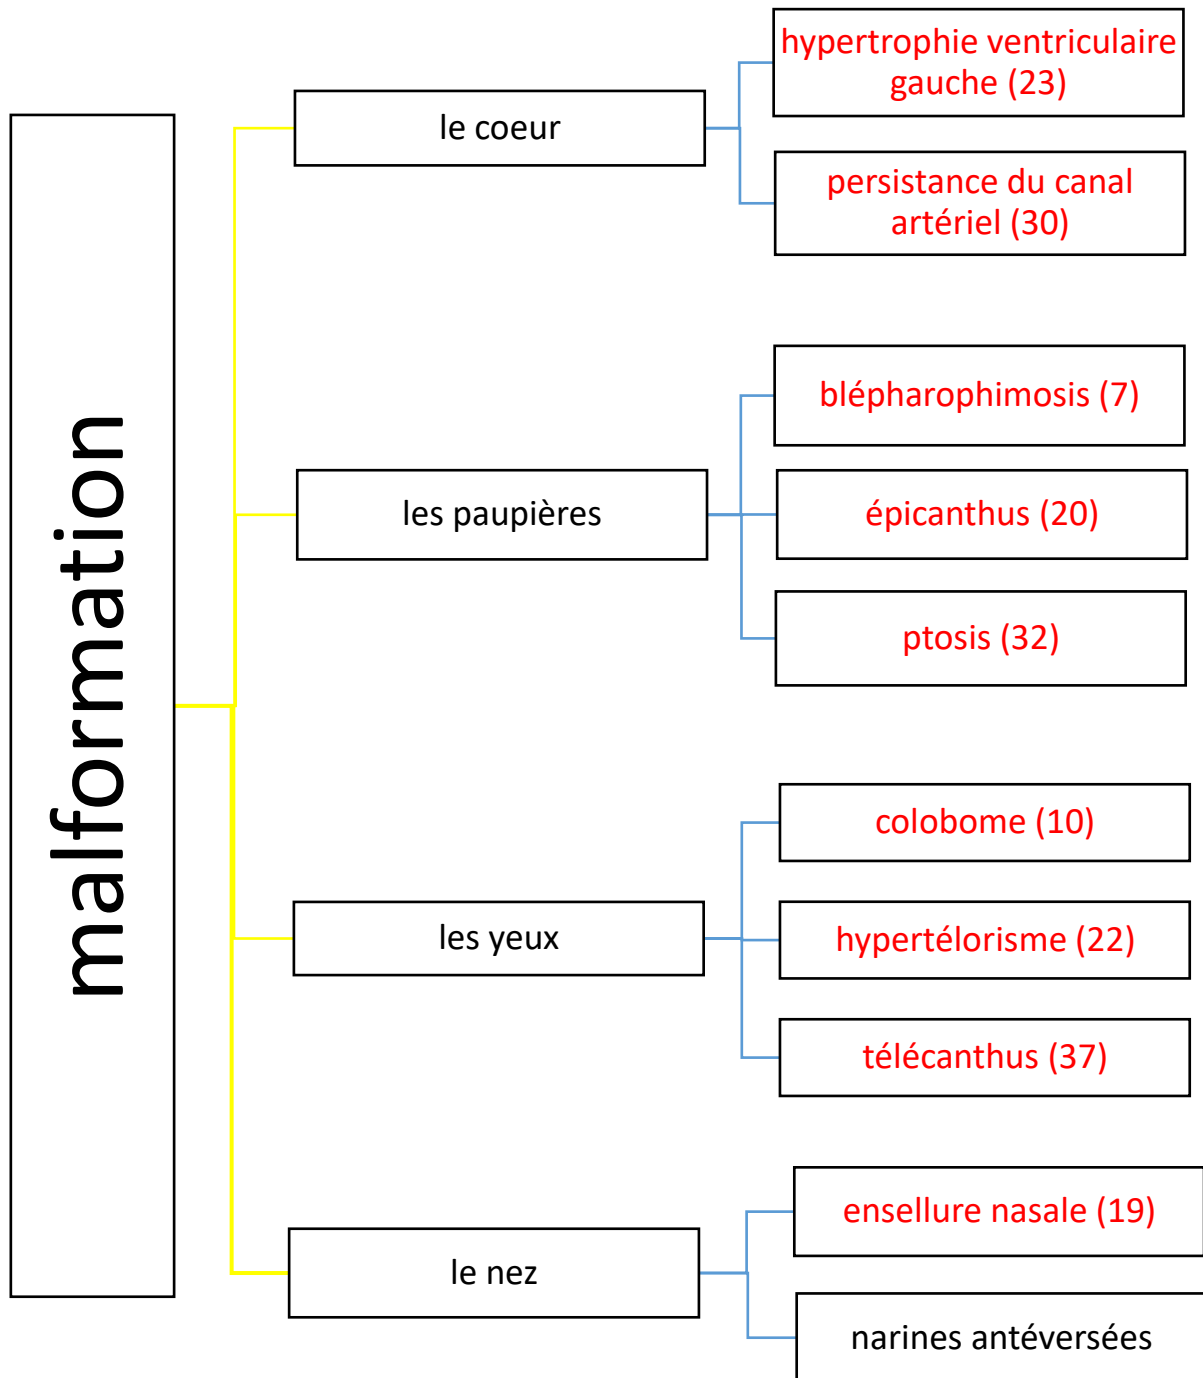 malformation
le coeur
hypertrophie ventriculaire
gauche (23)
persistance du canal
artériel (30)
les paupières
blépharophimosis (7)
épicanthus (20)
ptosis (32)
les yeux
colobome (10)
hypertélorisme (22)
télécanthus (37)
le nez
ensellure nasale (19)
narines antéversées